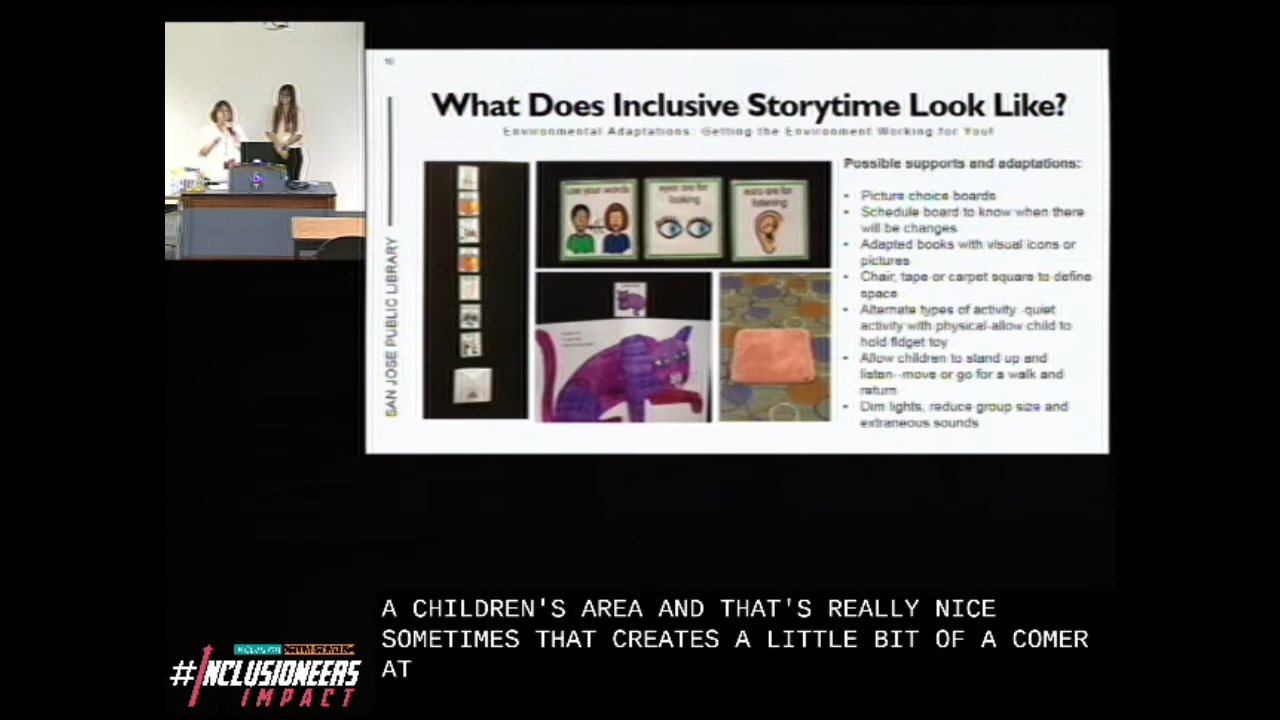 16
What Does Inclusive Storytime Look Like?
Environmental Adaptations: Getting the Environment Working for You!
SAN JOSE PUBLIC LIBRARY
use your words
eyes are for
looking
ears are for
listening
Possible supports and adaptations:
• Picture choice boards
• Schedule board to know when there
will be changes
• Adapted books with visual icons or
pictures
• Chair, tape or carpet square to define
space
• Alternate types of activity -quiet
activity with physical-allow child to
hold fidget toy
• Allow children to stand up and
listen--move or go for a walk and
return
• Dim lights, reduce group size and
extraneous sounds
A CHILDREN'S AREA AND THAT'S REALLY NICE
SOMETIMES THAT CREATES A LITTLE BIT OF A COMER
AT
#INCLUSIONEERS
IMPACT